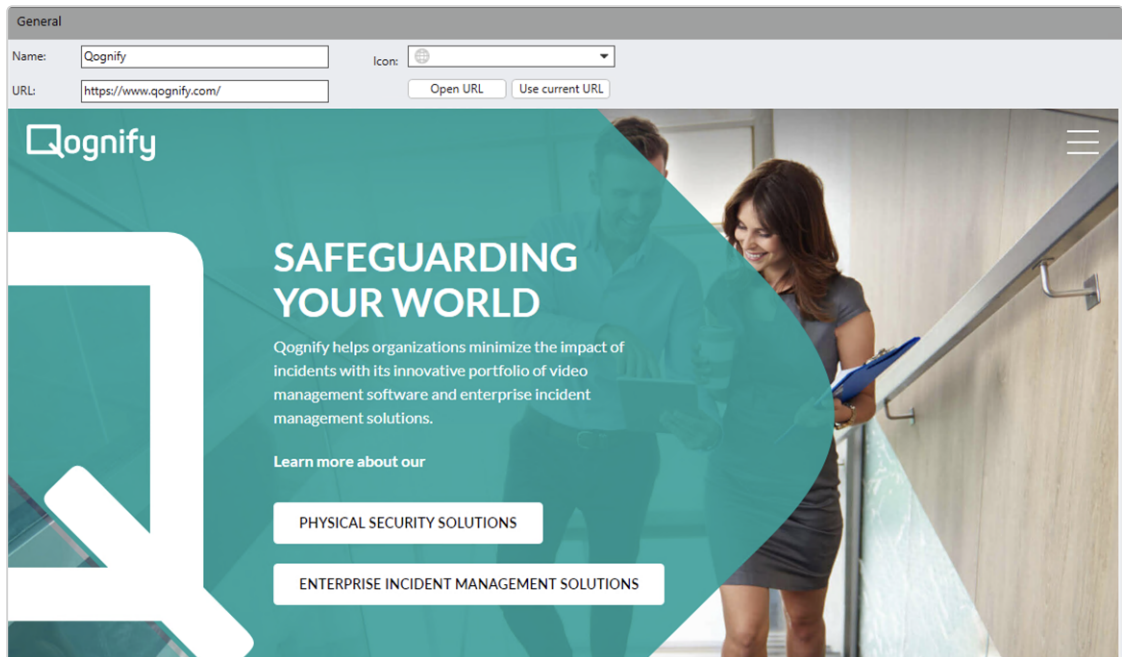 General
Name: Qognify Icon:
URL: https://www.qognify.com/ Open URL Use current URL
Qognify
SAFEGUARDING
YOUR WORLD
Qognify helps organizations minimize the impact of
incidents with its innovative portfolio of video
management software and enterprise incident
management solutions.
Learn more about our
PHYSICAL SECURITY SOLUTIONS
ENTERPRISE INCIDENT MANAGEMENT SOLUTIONS